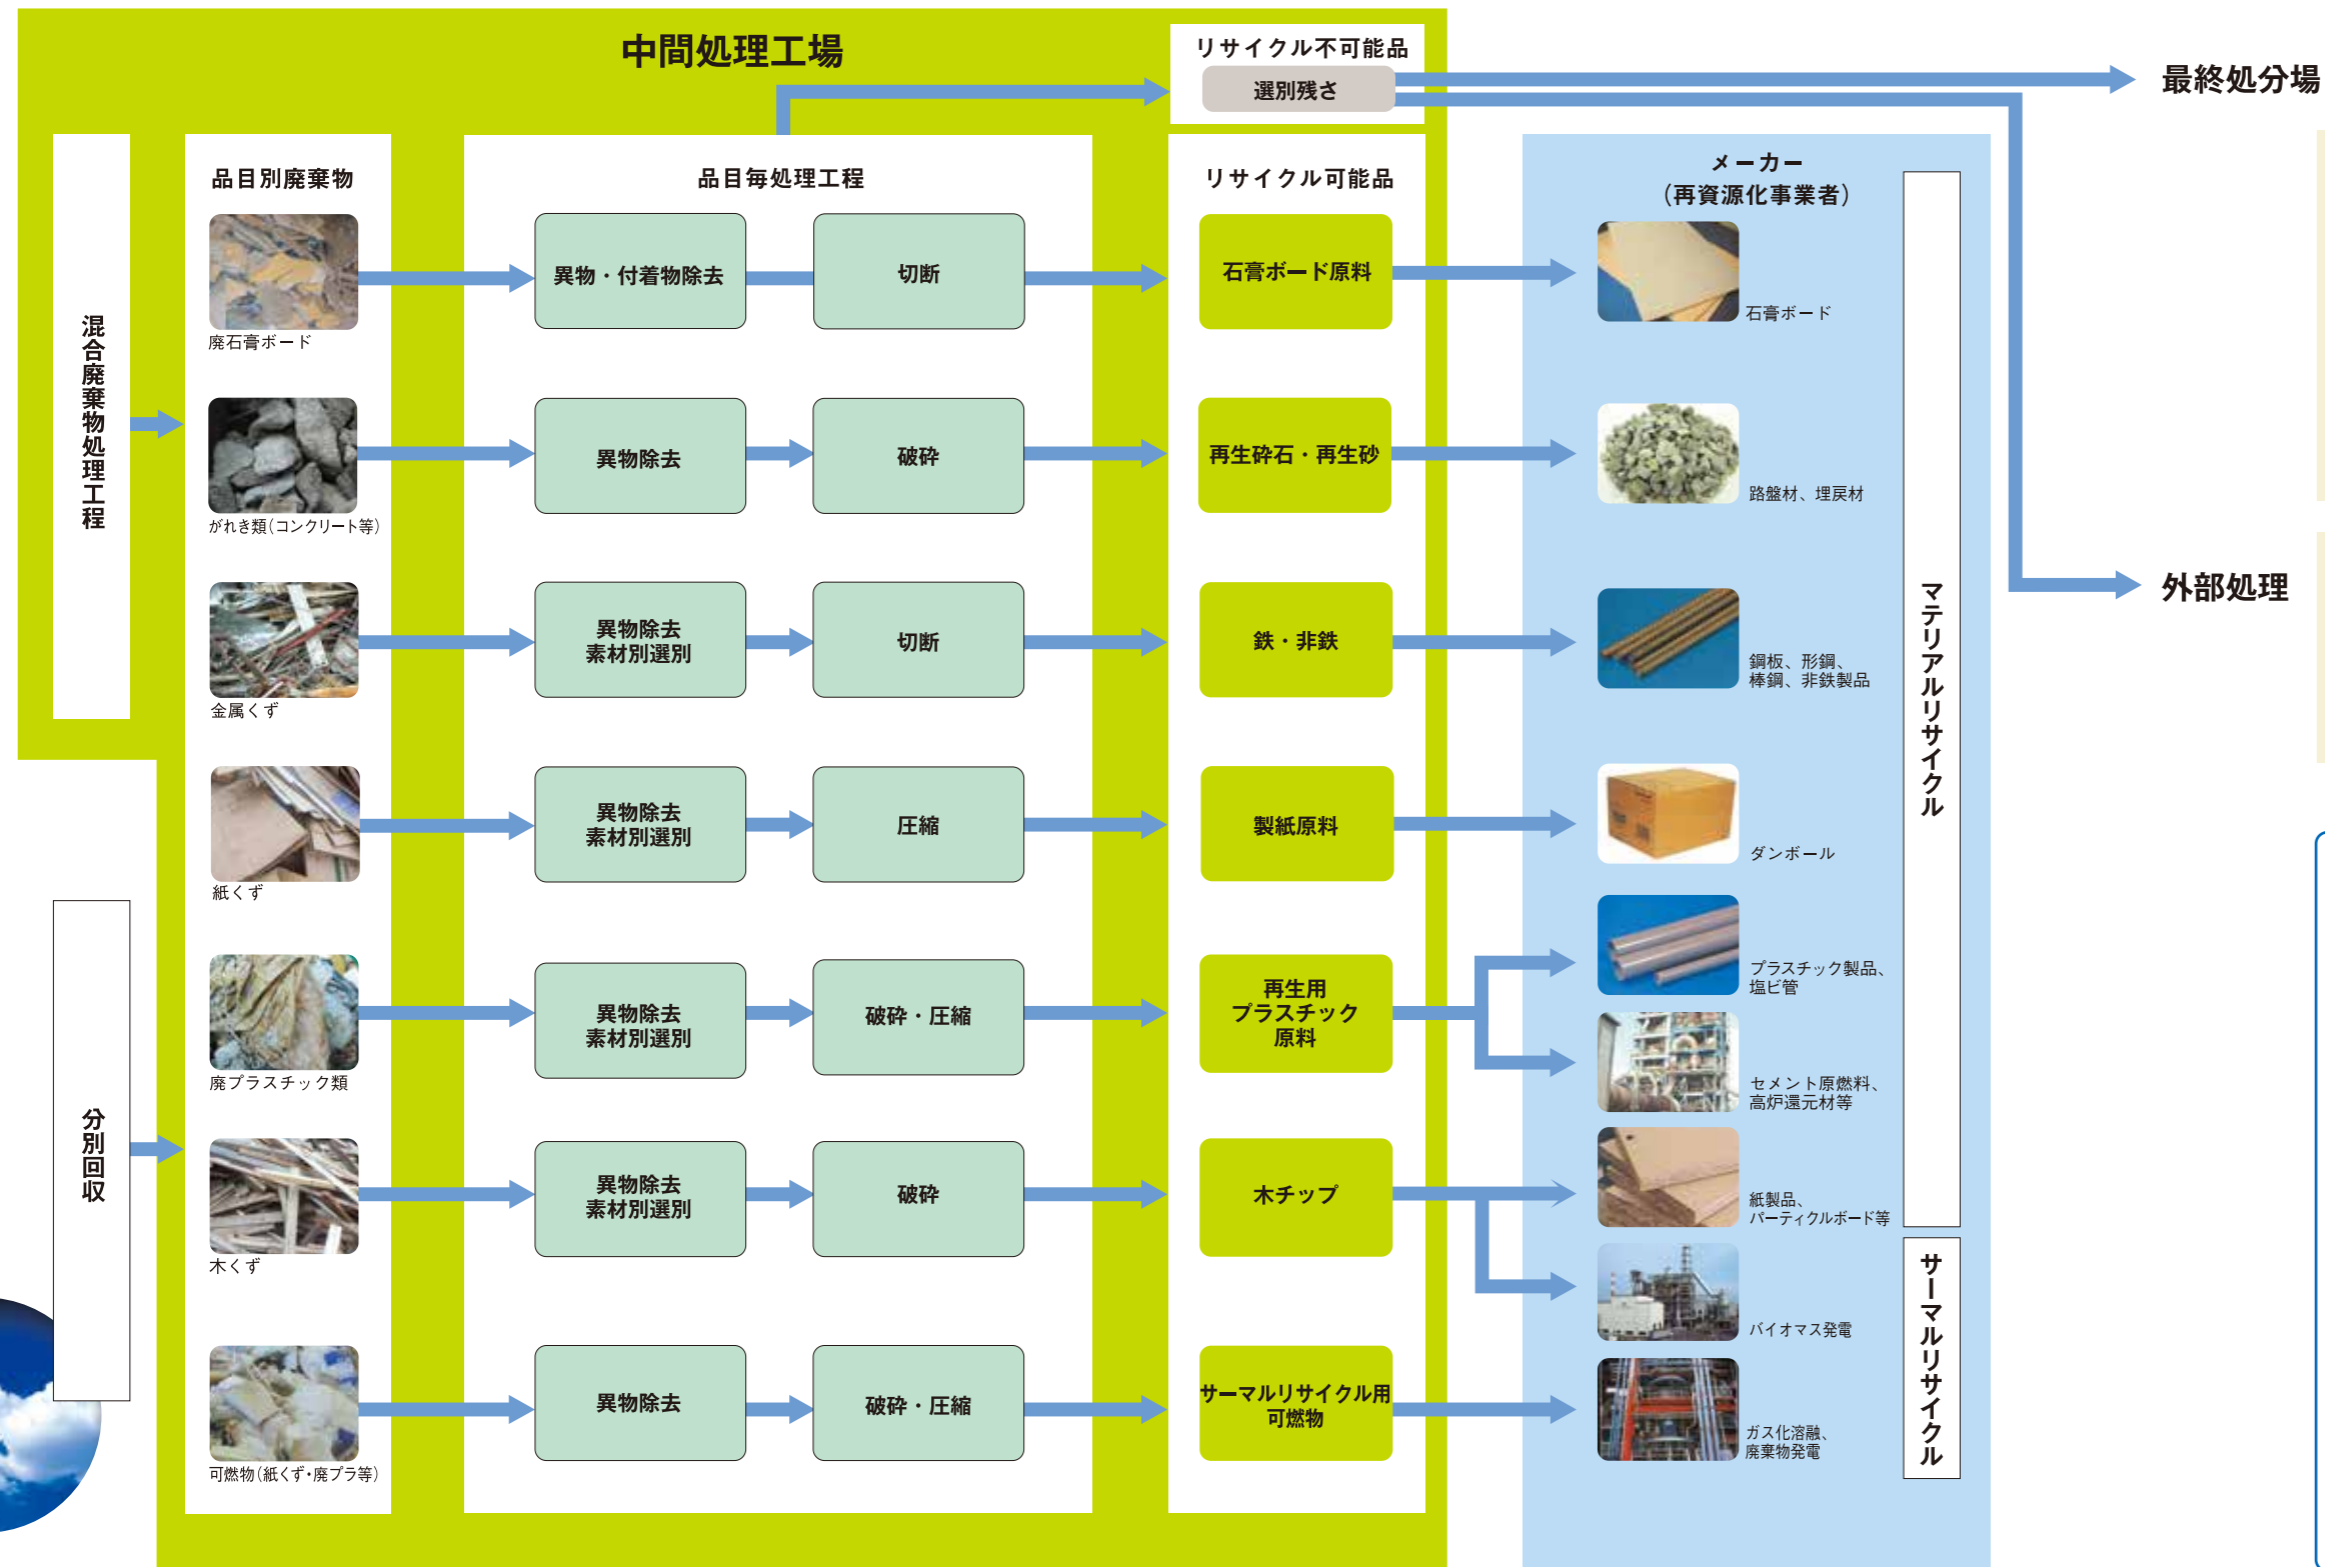 中間処理工場
リサイクル不可能品
選別残さ
最終処分場
外部処理
混合廃棄物処理工程
分別回収
品目別廃棄物
品目毎処理工程
リサイクル可能品
メーカー
（再資源化事業者）
廃石膏ボード
異物・付着物除去
切断
石膏ボード原料
石膏ボード
がれき類（コンクリート等）
異物除去
破砕
再生砕石・再生砂
路盤材、埋戻材
金属くず
異物除去
素材別選別
切断
鉄・非鉄
鋼板、形鋼、
棒鋼、非鉄製品
紙くず
異物除去
素材別選別
圧縮
製紙原料
ダンボール
廃プラスチック類
異物除去
素材別選別
破砕・圧縮
再生用
プラスチック
原料
プラスチック製品、
塩ビ管
セメント原燃料、
高炉還元材等
木くず
異物除去
素材別選別
破砕
木チップ
紙製品、
パーティクルボード等
バイオマス発電
可燃物（紙くず・廃プラ等）
異物除去
破砕・圧縮
サーマルリサイクル用
可燃物
ガス化溶融、
廃棄物発電
マテリアルリサイクル
サーマルリサイクル